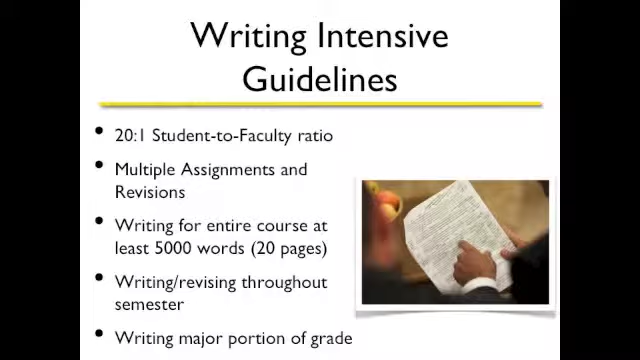 Writing Intensive
Guidelines
• 20:1 Student-to-Faculty ratio
• Multiple Assignments and
Revisions
• Writing for entire course at
least 5000 words (20 pages)
• Writing/revising throughout
semester
• Writing major portion of grade